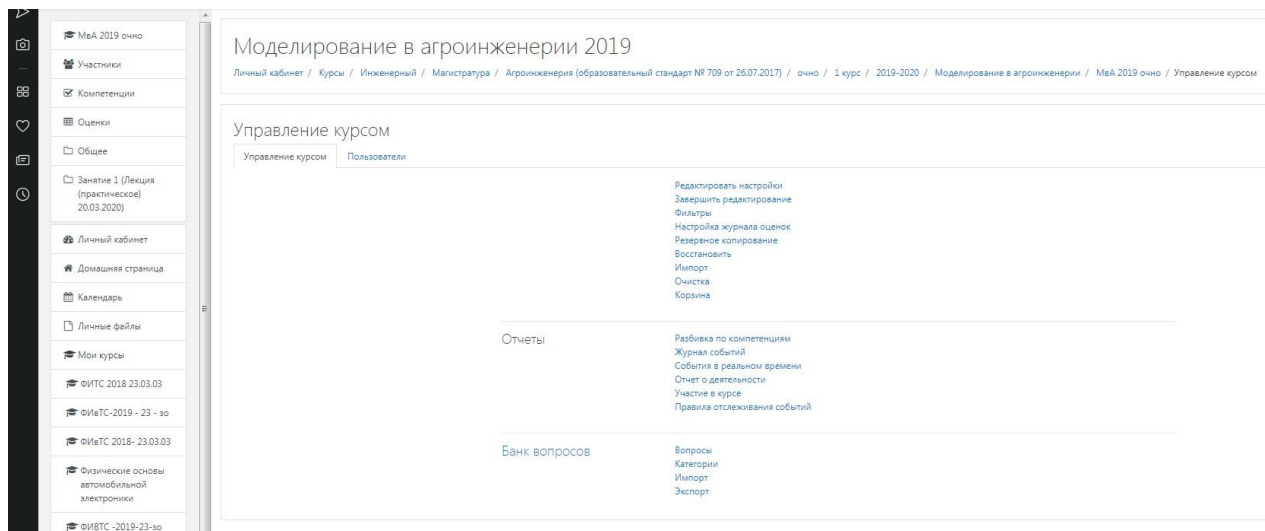 МвА 2019 очно
Участники
Компетенции
Оценки
Общее
Занятие 1 (Лекция
(практическое)
20.03.2020)
Личный кабинет
Домашняя страница
Календарь
Личные файлы
Мои курсы
ФИТС 2018 23.03.03
ФИвТС-2019 - 23 - зо
ФИвТС 2018- 23.03.03
Физические основы
автомобильной
электроники
ФИВТС -2019-23-зо
Моделирование в агроинженерии 2019
Личный кабинет / Курсы / Инженерный / Магистратура / Агроинженерия (образовательный стандарт № 709 от 26.07.2017) / очно / 1 курс / 2019-2020 / Моделирование в агроинженерии / МвА 2019 очно / Управление курсом
Управление курсом
Управление курсом Пользователи
Редактировать настройки
Завершить редактирование
Фильтры
Настройка журнала оценок
Резервное копирование
Восстановить
Импорт
Очистка
Корзина
Отчеты
Разбивка по компетенциям
Журнал событий
События в реальном времени
Отчет о деятельности
Участие в курсе
Правила отслеживания событий
Банк вопросов
Вопросы
Категории
Импорт
Экспорт